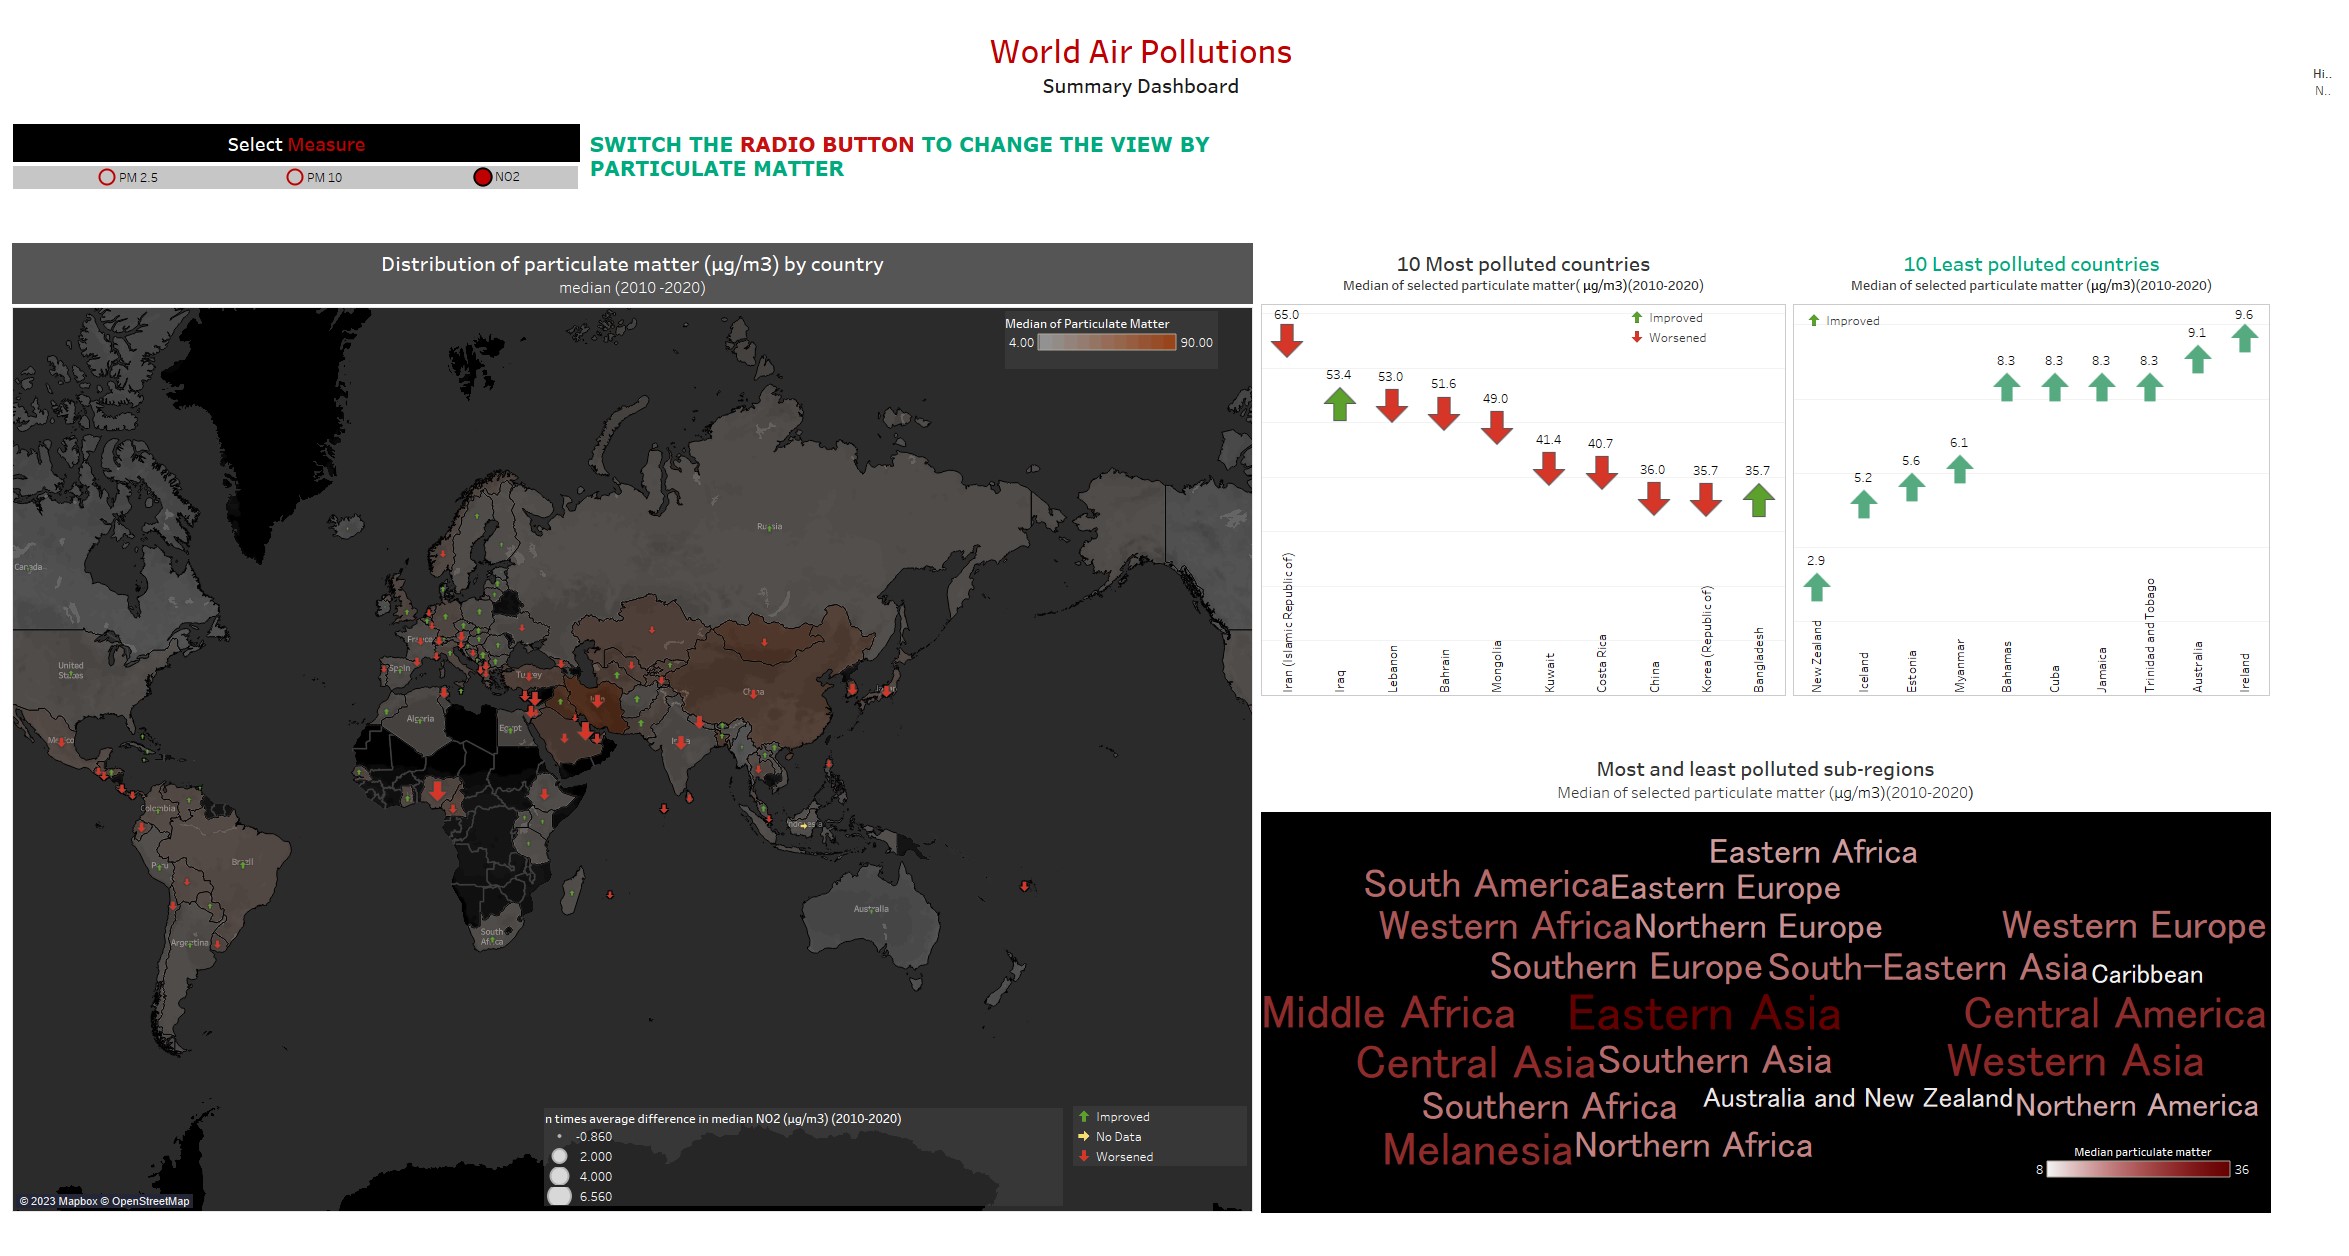 World Air Pollutions
Summary Dashboard
Hi..
N..
Select Measure
PM 2.5
PM 10
NO2
SWITCH THE RADIO BUTTON TO CHANGE THE VIEW BY
PARTICULATE MATTER
Distribution of particulate matter (µg/m3) by country
median (2010 -2020)
Median of Particulate Matter
4.00
90.00
Russia
Canada
United
States
France
Spain
Turkey
China
Algeria
Egypt
Mexico
Colombia
Peru
Brazil
Argentina
South
Africa
Australia
India
Indonesia
n times average difference in median NO2 (µg/m3) (2010-2020)
-0.860
2.000
4.000
6.560
Improved
No Data
Worsened
© 2023 Mapbox © OpenStreetMap
10 Most polluted countries
Median of selected particulate matter( µg/m3)(2010-2020)
Improved
Worsened
65.0
53.4
53.0
51.6
49.0
41.4
40.7
36.0
35.7
35.7
Iran (Islamic Republic of)
Iraq
Lebanon
Bahrain
Mongolia
Kuwait
Costa Rica
China
Korea (Republic of)
Bangladesh
10 Least polluted countries
Median of selected particulate matter (µg/m3)(2010-2020)
Improved
2.9
5.2
5.6
6.1
8.3
8.3
8.3
8.3
9.1
9.6
New Zealand
Iceland
Estonia
Myanmar
Bahamas
Cuba
Jamaica
Trinidad and Tobago
Australia
Ireland
Most and least polluted sub-regions
Median of selected particulate matter (µg/m3)(2010-2020)
Eastern Africa
South America
Eastern Europe
Western Africa
Northern Europe
Western Europe
Southern Europe
South-Eastern Asia
Caribbean
Middle Africa
Eastern Asia
Central America
Central Asia
Southern Asia
Western Asia
Southern Africa
Australia and New Zealand
Northern America
Melanesia
Northern Africa
Median particulate matter
8
36